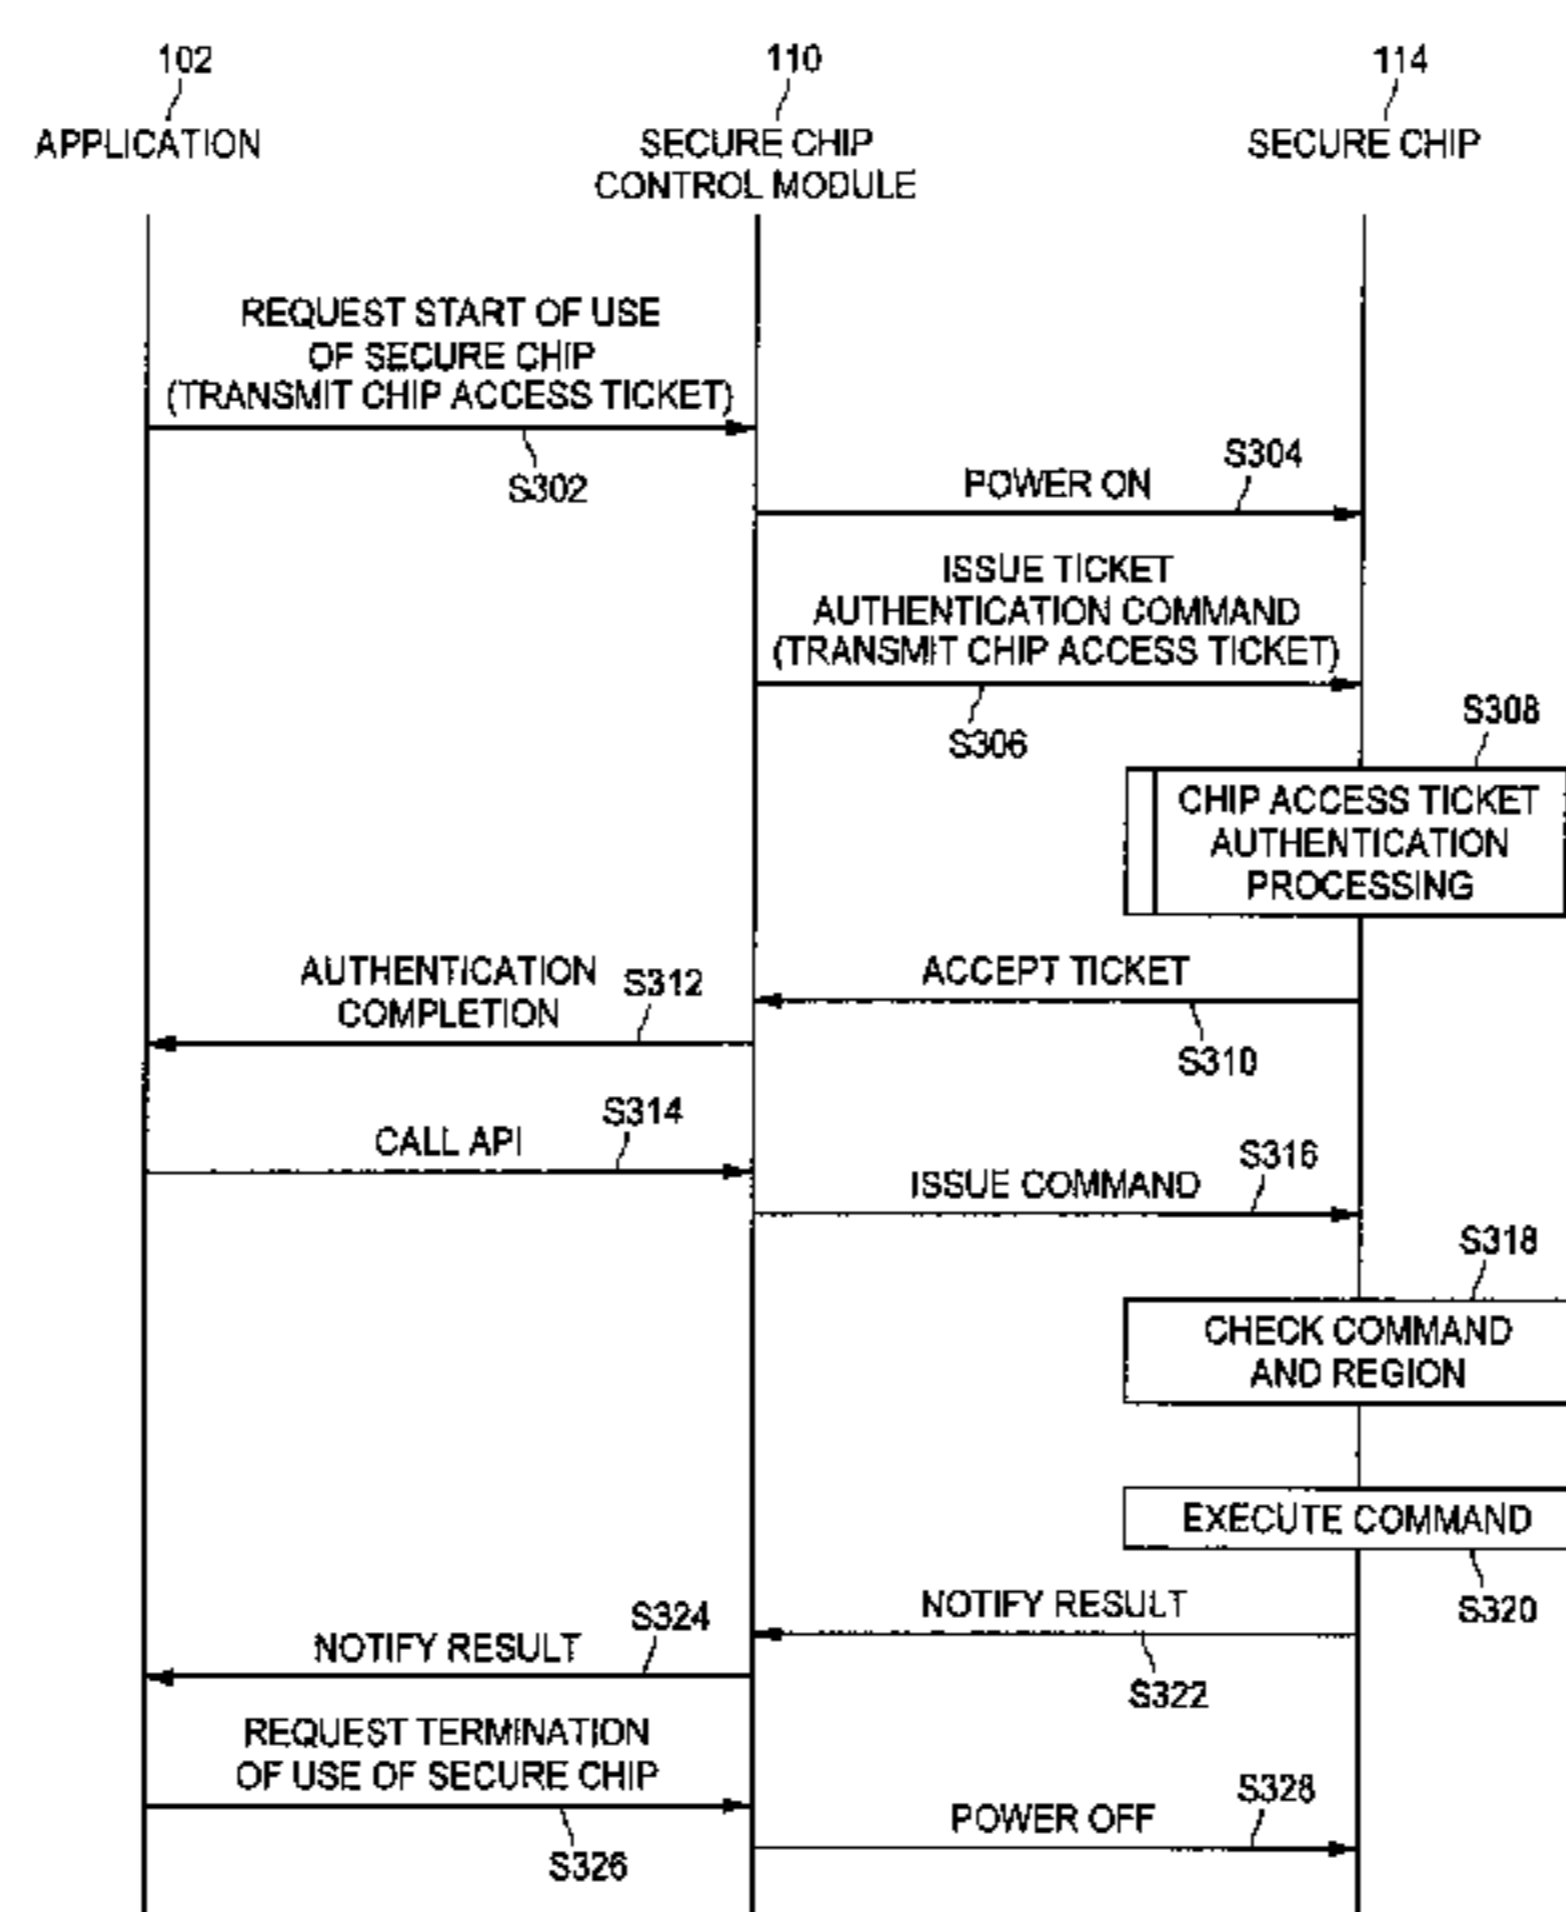 102
110
114
APPLICATION
SECURE CHIP
CONTROL MODULE
SECURE CHIP
REQUEST START OF USE
OF SECURE CHIP
(TRANSMIT CHIP ACCESS TICKET)
S302
S304
POWER ON
ISSUE TICKET
AUTHENTICATION COMMAND
(TRANSMIT CHIP ACCESS TICKET)
S306
S308
CHIP ACCESS TICKET
AUTHENTICATION
PROCESSING
AUTHENTICATION
COMPLETION
S312
ACCEPT TICKET
S310
S314
CALL API
S316
ISSUE COMMAND
S318
CHECK COMMAND
AND REGION
EXECUTE COMMAND
S320
NOTIFY RESULT
S322
S324
NOTIFY RESULT
REQUEST TERMINATION
OF USE OF SECURE CHIP
S326
S328
POWER OFF